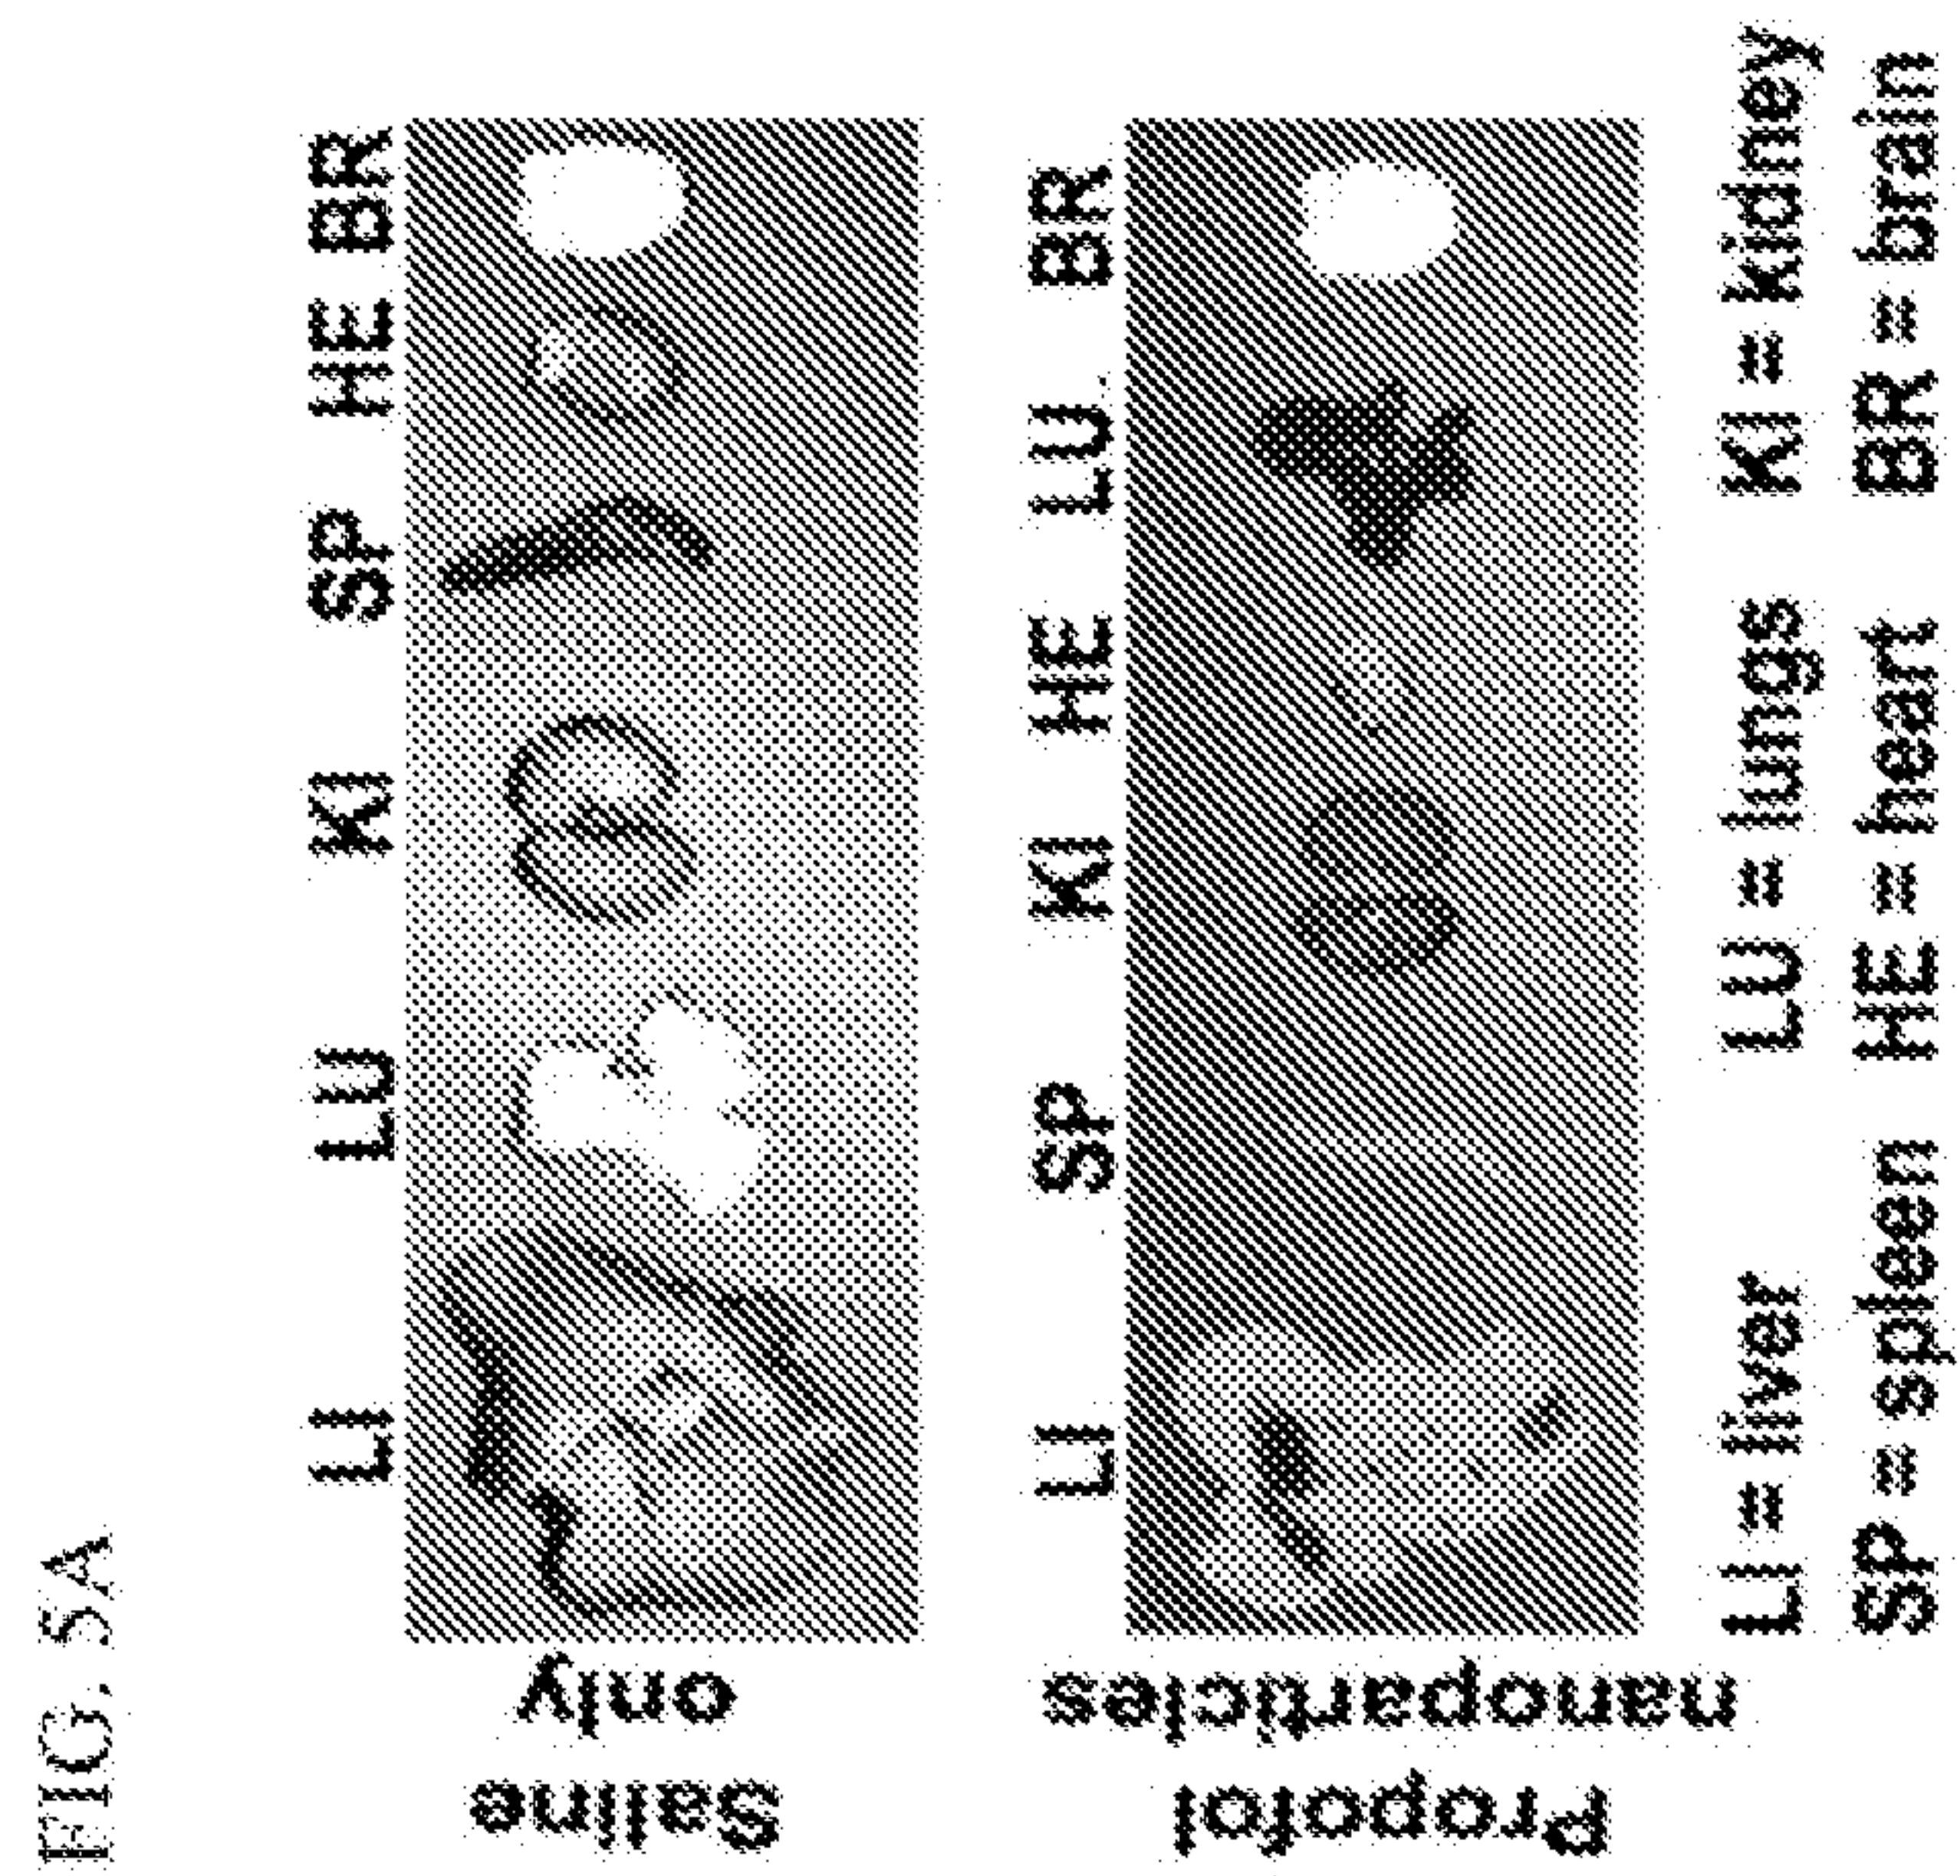 FIG. 5A
LI LU KI SP HE BR
Saline
only
LI SP KI HE LU BR
Propofol
nanoparticles
LI = liver LU = lungs KI = kidney
SP = spleen HE = heart BR = brain